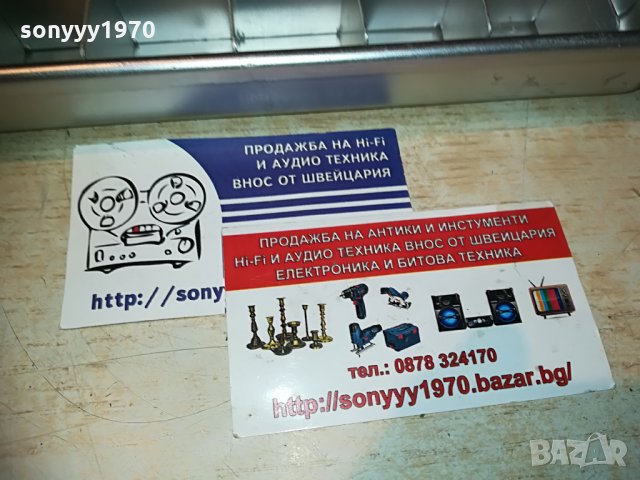 sonyyy1970
ПРОДАЖБА НА Hi-Fi
И АУДИО ТЕХНИКА
ВНОС ОТ ШВЕЙЦАРИЯ
http://sony
ПРОДАЖБА НА АНТИКИ И ИНСТУМЕНТИ
Hi-Fi И АУДИО ТЕХНИКА ВНОС ОТ ШВЕЙЦАРИЯ
ЕЛЕКТРОНИКА И БИТОВА ТЕХНИКА
тел.: 0878 324170
http://sonyyy1970.bazar.bg/
BAZAR
sonyyy1970